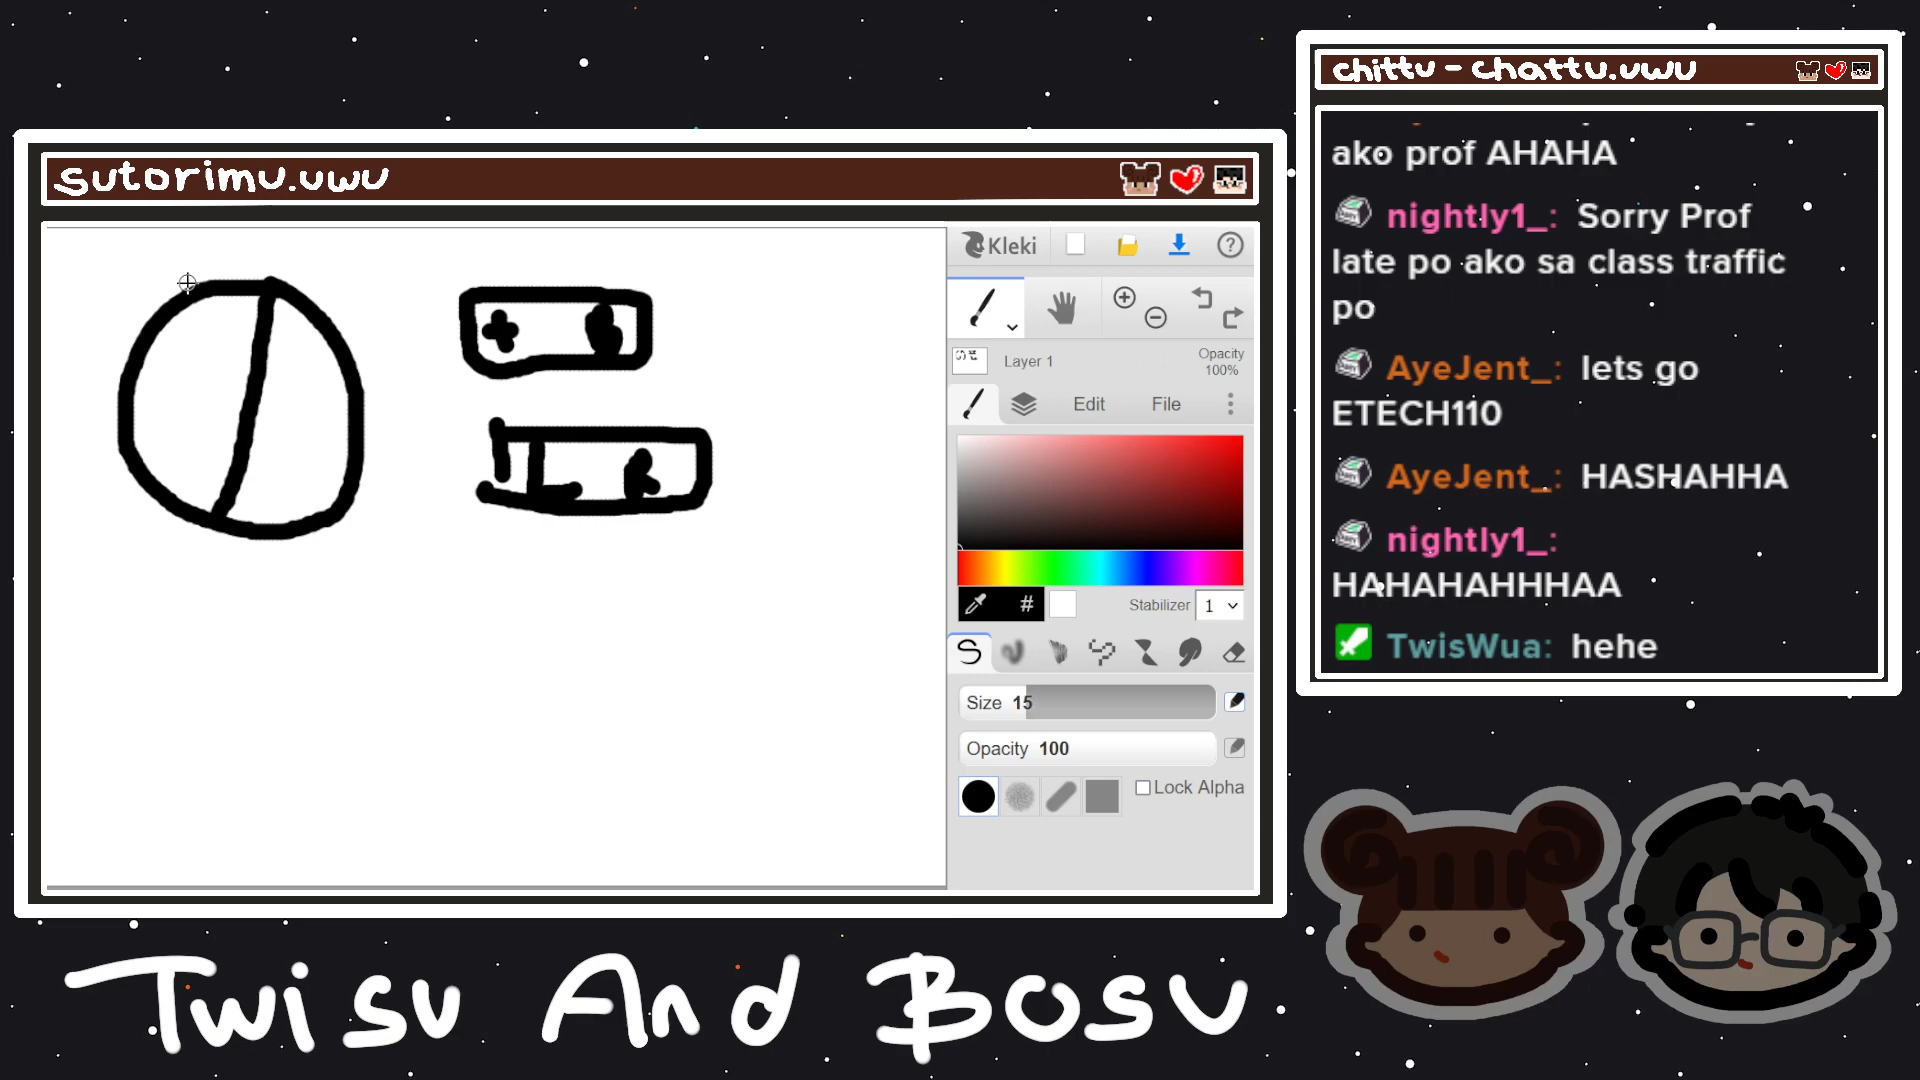 sutorimu.uwu
Kleki
Layer 1
Opacity
100%
Edit
File
#
Stabilizer 1
Size 15
Opacity 100
Lock Alpha
chittu - chattu.uwu
ako prof AHAHA
nightly1_: Sorry Prof
late po ako sa class traffic
po
AyeJent_: lets go
ETECH110
AyeJent_: HASHAHHA
nightly1_:
HAHAHAHHHAA
TwisWua: hehe
Twisu And Bosu